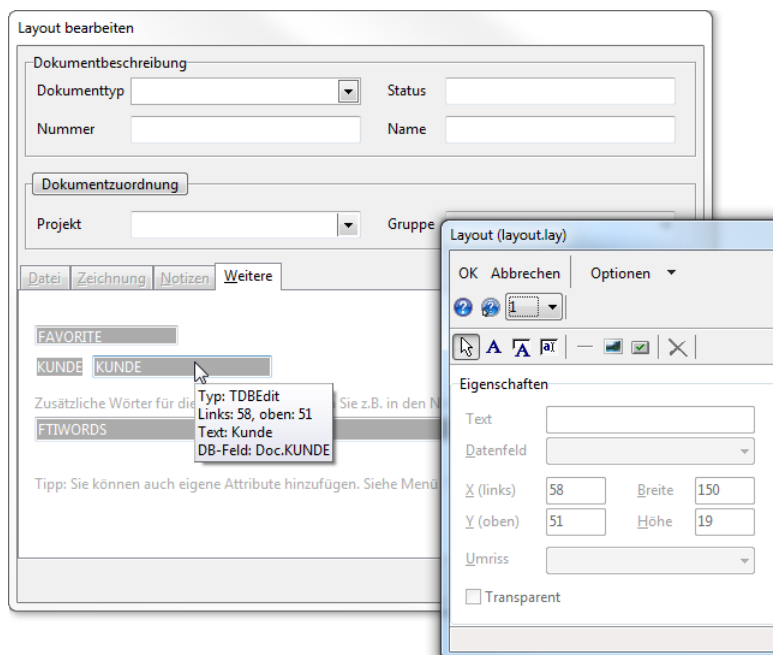 Layout bearbeiten
Dokumentbeschreibung
Dokumenttyp
Status
Nummer
Name
Dokumentzuordnung
Projekt
Gruppe
Datei
Zeichnung
Notizen
Weitere
FAVORITE
KUNDE
KUNDE
Zusätzliche Wörter für die
Sie z.B. in den N
FTIWORDS
Typ: TDBEdit
Links: 58, oben: 51
Text: Kunde
DB-Feld: Doc.KUNDE
Tipp: Sie können auch eigene Attribute hinzufügen. Siehe Menü
Layout (layout.lay)
OK Abbrechen Optionen
1
A A aI
Eigenschaften
Text
Datenfeld
X (links) 58 Breite 150
Y (oben) 51 Höhe 19
Umriss
Transparent